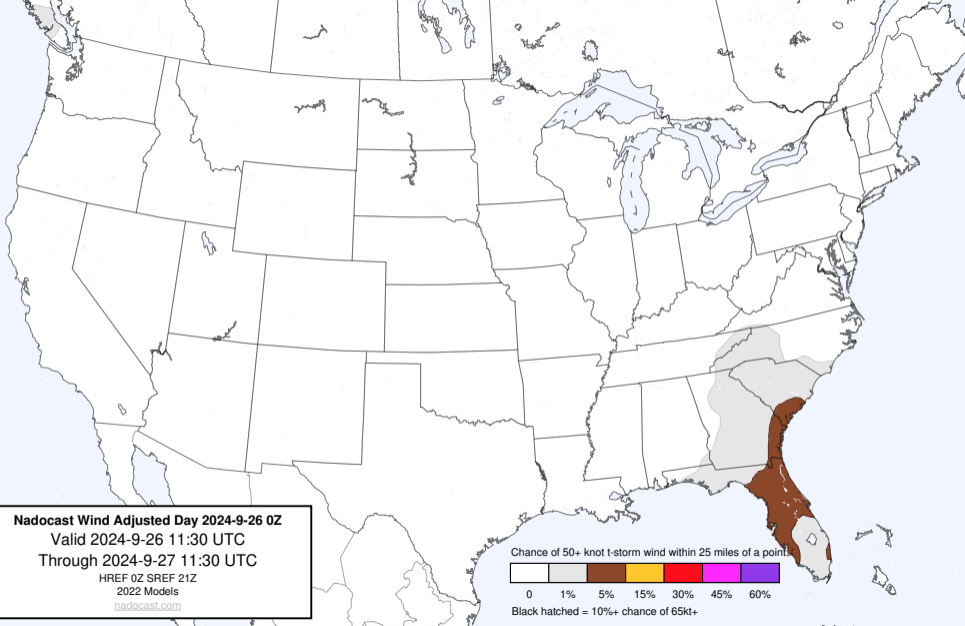 Nadocast Wind Adjusted Day 2024-9-26 0Z
Valid 2024-9-26 11:30 UTC
Through 2024-9-27 11:30 UTC
HREF 0Z SREF 21Z
2022 Models
nadocast.com
Chance of 50+ knot t-storm wind within 25 miles of a point.
0 1% 5% 15% 30% 45% 60%
Black hatched = 10%+ chance of 65kt+